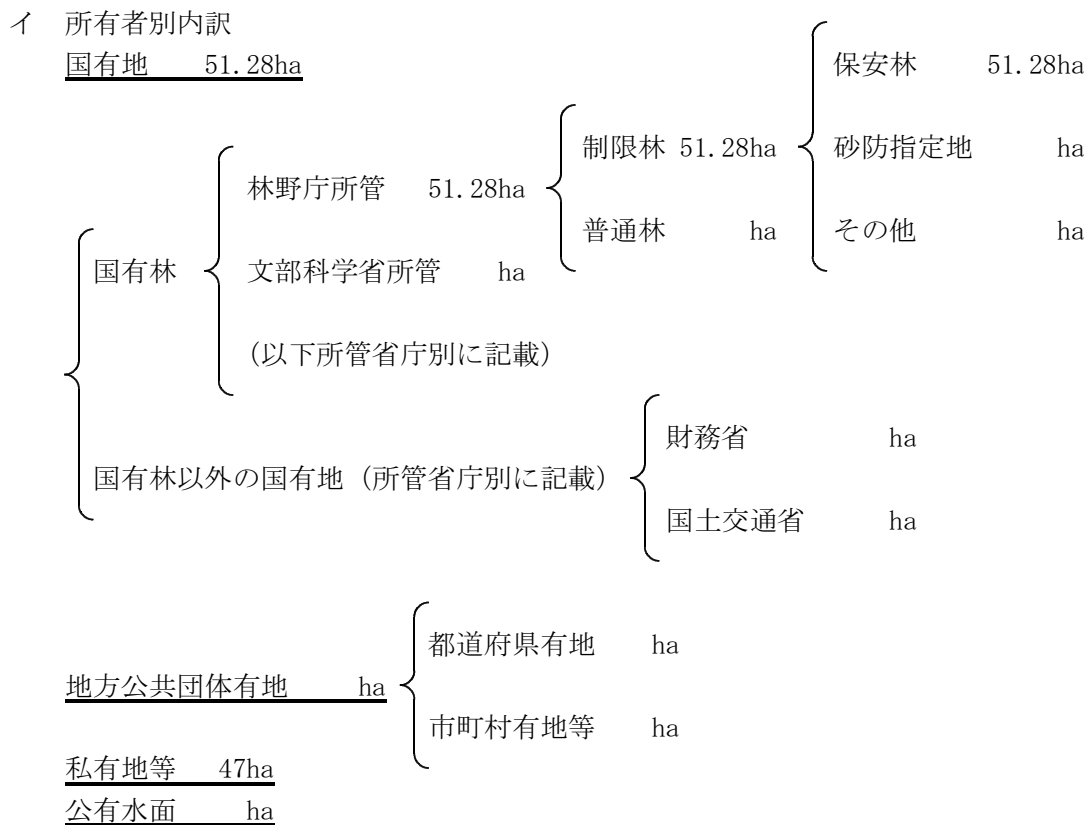 イ 所有者別内訳
国有地 51.28ha
保安林 51.28ha
制限林 51.28ha
砂防指定地 ha
林野庁所管 51.28ha
普通林 ha
その他 ha
国有林
文部科学省所管 ha
（以下所管省庁別に記載）
財務省 ha
国有林以外の国有地（所管省庁別に記載）
国土交通省 ha
都道府県有地 ha
地方公共団体有地 ha
市町村有地等 ha
私有地等 47ha
公有水面 ha